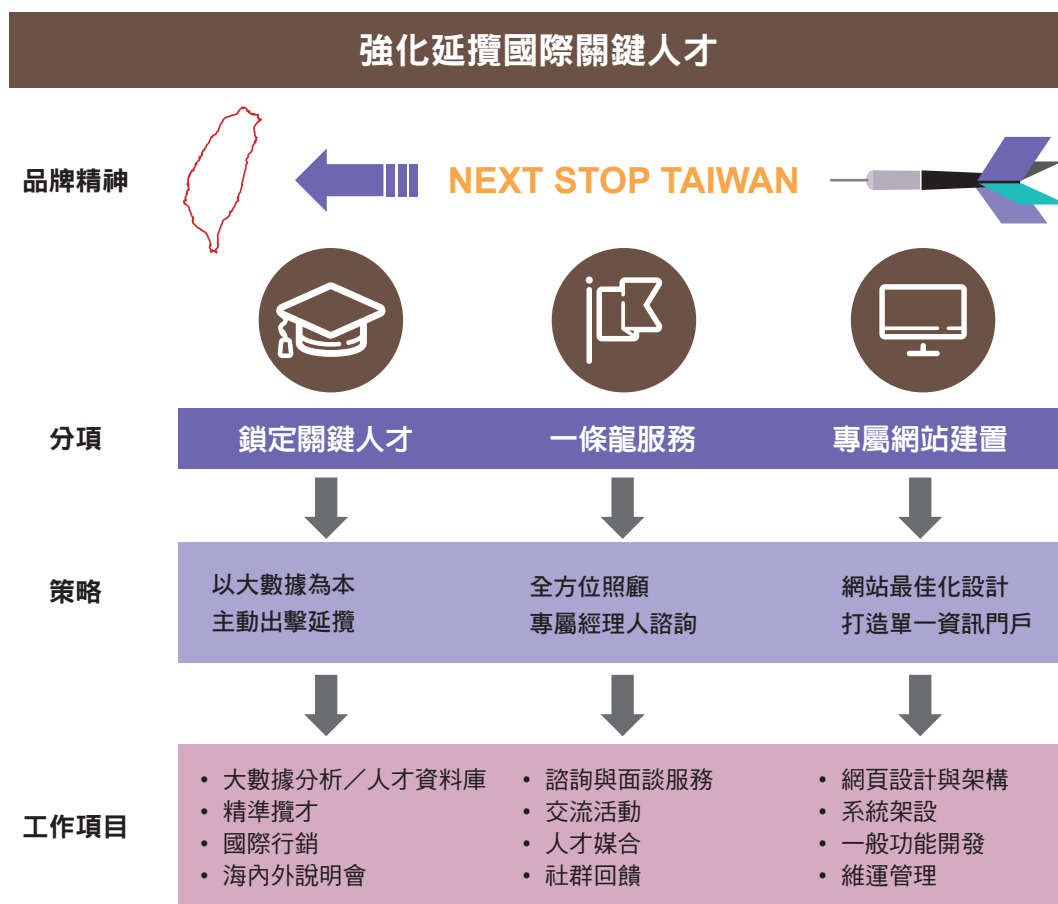 強化延攬國際關鍵人才
品牌精神
NEXT STOP TAIWAN
分項
鎖定關鍵人才
一條龍服務
專屬網站建置
策略
以大數據為本
主動出擊延攬
全方位照顧
專屬經理人諮詢
網站最佳化設計
打造單一資訊門戶
工作項目
• 大數據分析／人才資料庫
• 精準攬才
• 國際行銷
• 海內外說明會
• 諮詢與面談服務
• 交流活動
• 人才媒合
• 社群回饋
• 網頁設計與架構
• 系統架設
• 一般功能開發
• 維運管理